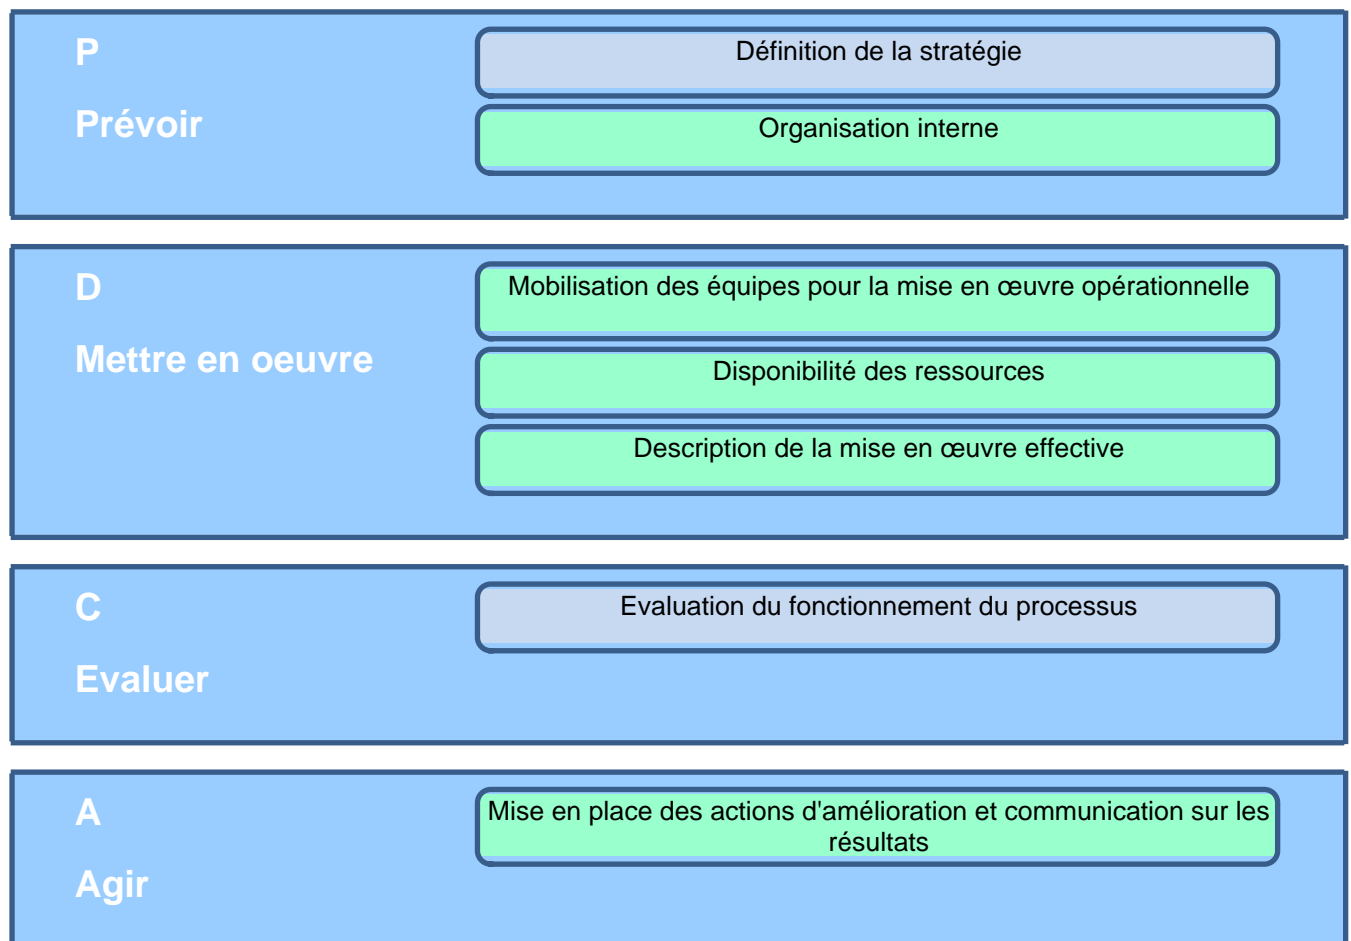 P
Prévoir
Définition de la stratégie
Organisation interne
D
Mettre en oeuvre
Mobilisation des équipes pour la mise en œuvre opérationnelle
Disponibilité des ressources
Description de la mise en œuvre effective
C
Evaluer
Evaluation du fonctionnement du processus
A
Agir
Mise en place des actions d'amélioration et communication sur les
résultats